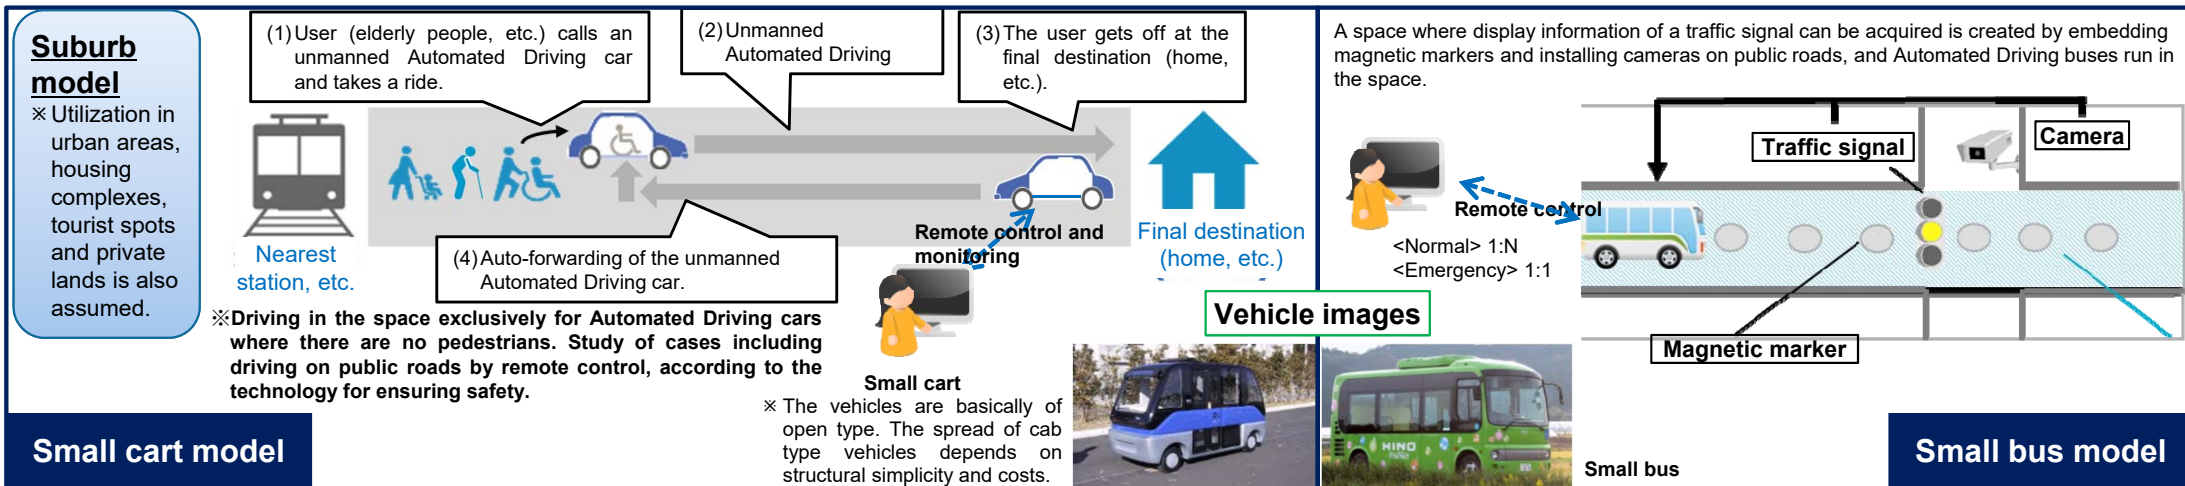 Suburb
model
※ Utilization in
urban areas,
housing
complexes,
tourist spots
and private
lands is also
assumed.
(1) User (elderly people, etc.) calls an
unmanned Automated Driving car
and takes a ride.
(2) Unmanned
Automated Driving
(3) The user gets off at the
final destination (home,
etc.).
Nearest
station, etc.
(4) Auto-forwarding of the unmanned
Automated Driving car.
Remote control and
monitoring
Final destination
(home, etc.)
※Driving in the space exclusively for Automated Driving cars
where there are no pedestrians. Study of cases including
driving on public roads by remote control, according to the
technology for ensuring safety.
Small cart
※ The vehicles are basically of
open type. The spread of cab
type vehicles depends on
structural simplicity and costs.
Small cart model
Vehicle images
A space where display information of a traffic signal can be acquired is created by embedding
magnetic markers and installing cameras on public roads, and Automated Driving buses run in
the space.
Traffic signal
Camera
Remote control
<Normal> 1:N
<Emergency> 1:1
Magnetic marker
HINO
Small bus
Small bus model